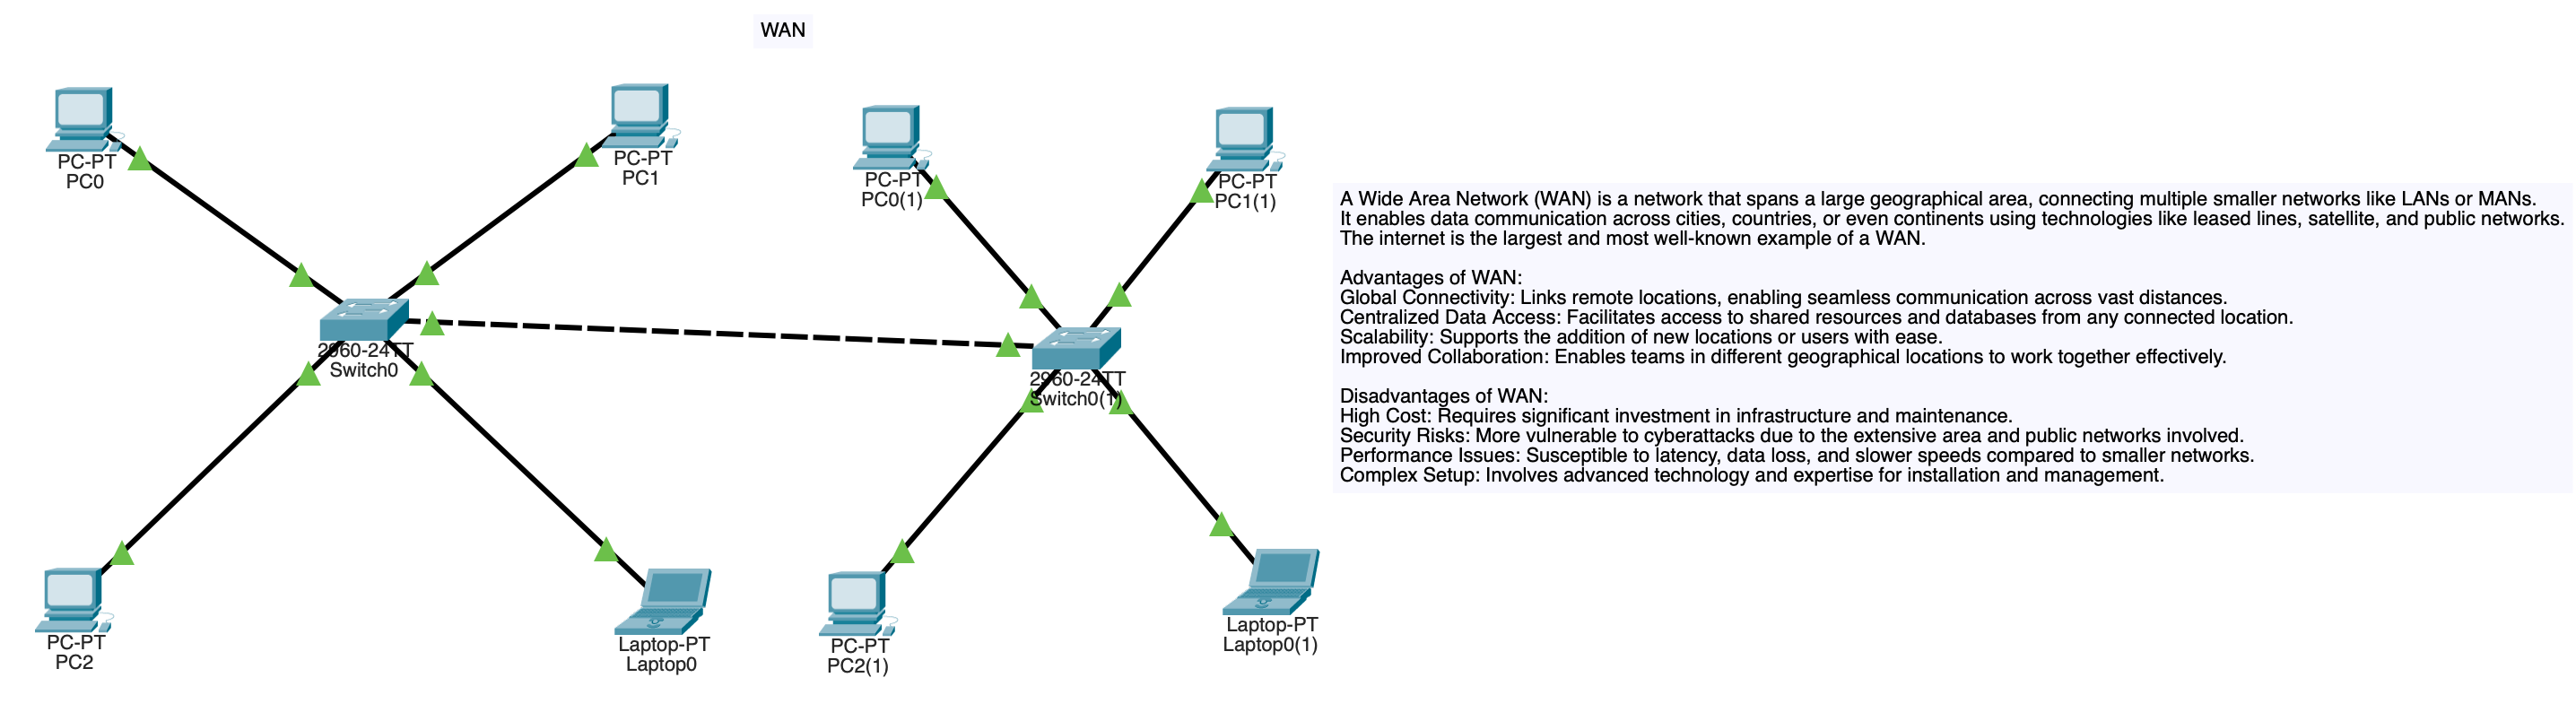 WAN
PC-PT
PC0
PC-PT
PC1
PC-PT
PC0(1)
PC-PT
PC1(1)
2960-24TT
Switch0
2960-24TT
Switch0(1)
PC-PT
PC2
Laptop-PT
Laptop0
PC-PT
PC2(1)
Laptop-PT
Laptop0(1)
A Wide Area Network (WAN) is a network that spans a large geographical area, connecting multiple smaller networks like LANs or MANs.
It enables data communication across cities, countries, or even continents using technologies like leased lines, satellite, and public networks.
The internet is the largest and most well-known example of a WAN.
Advantages of WAN:
Global Connectivity: Links remote locations, enabling seamless communication across vast distances.
Centralized Data Access: Facilitates access to shared resources and databases from any connected location.
Scalability: Supports the addition of new locations or users with ease.
Improved Collaboration: Enables teams in different geographical locations to work together effectively.
Disadvantages of WAN:
High Cost: Requires significant investment in infrastructure and maintenance.
Security Risks: More vulnerable to cyberattacks due to the extensive area and public networks involved.
Performance Issues: Susceptible to latency, data loss, and slower speeds compared to smaller networks.
Complex Setup: Involves advanced technology and expertise for installation and management.